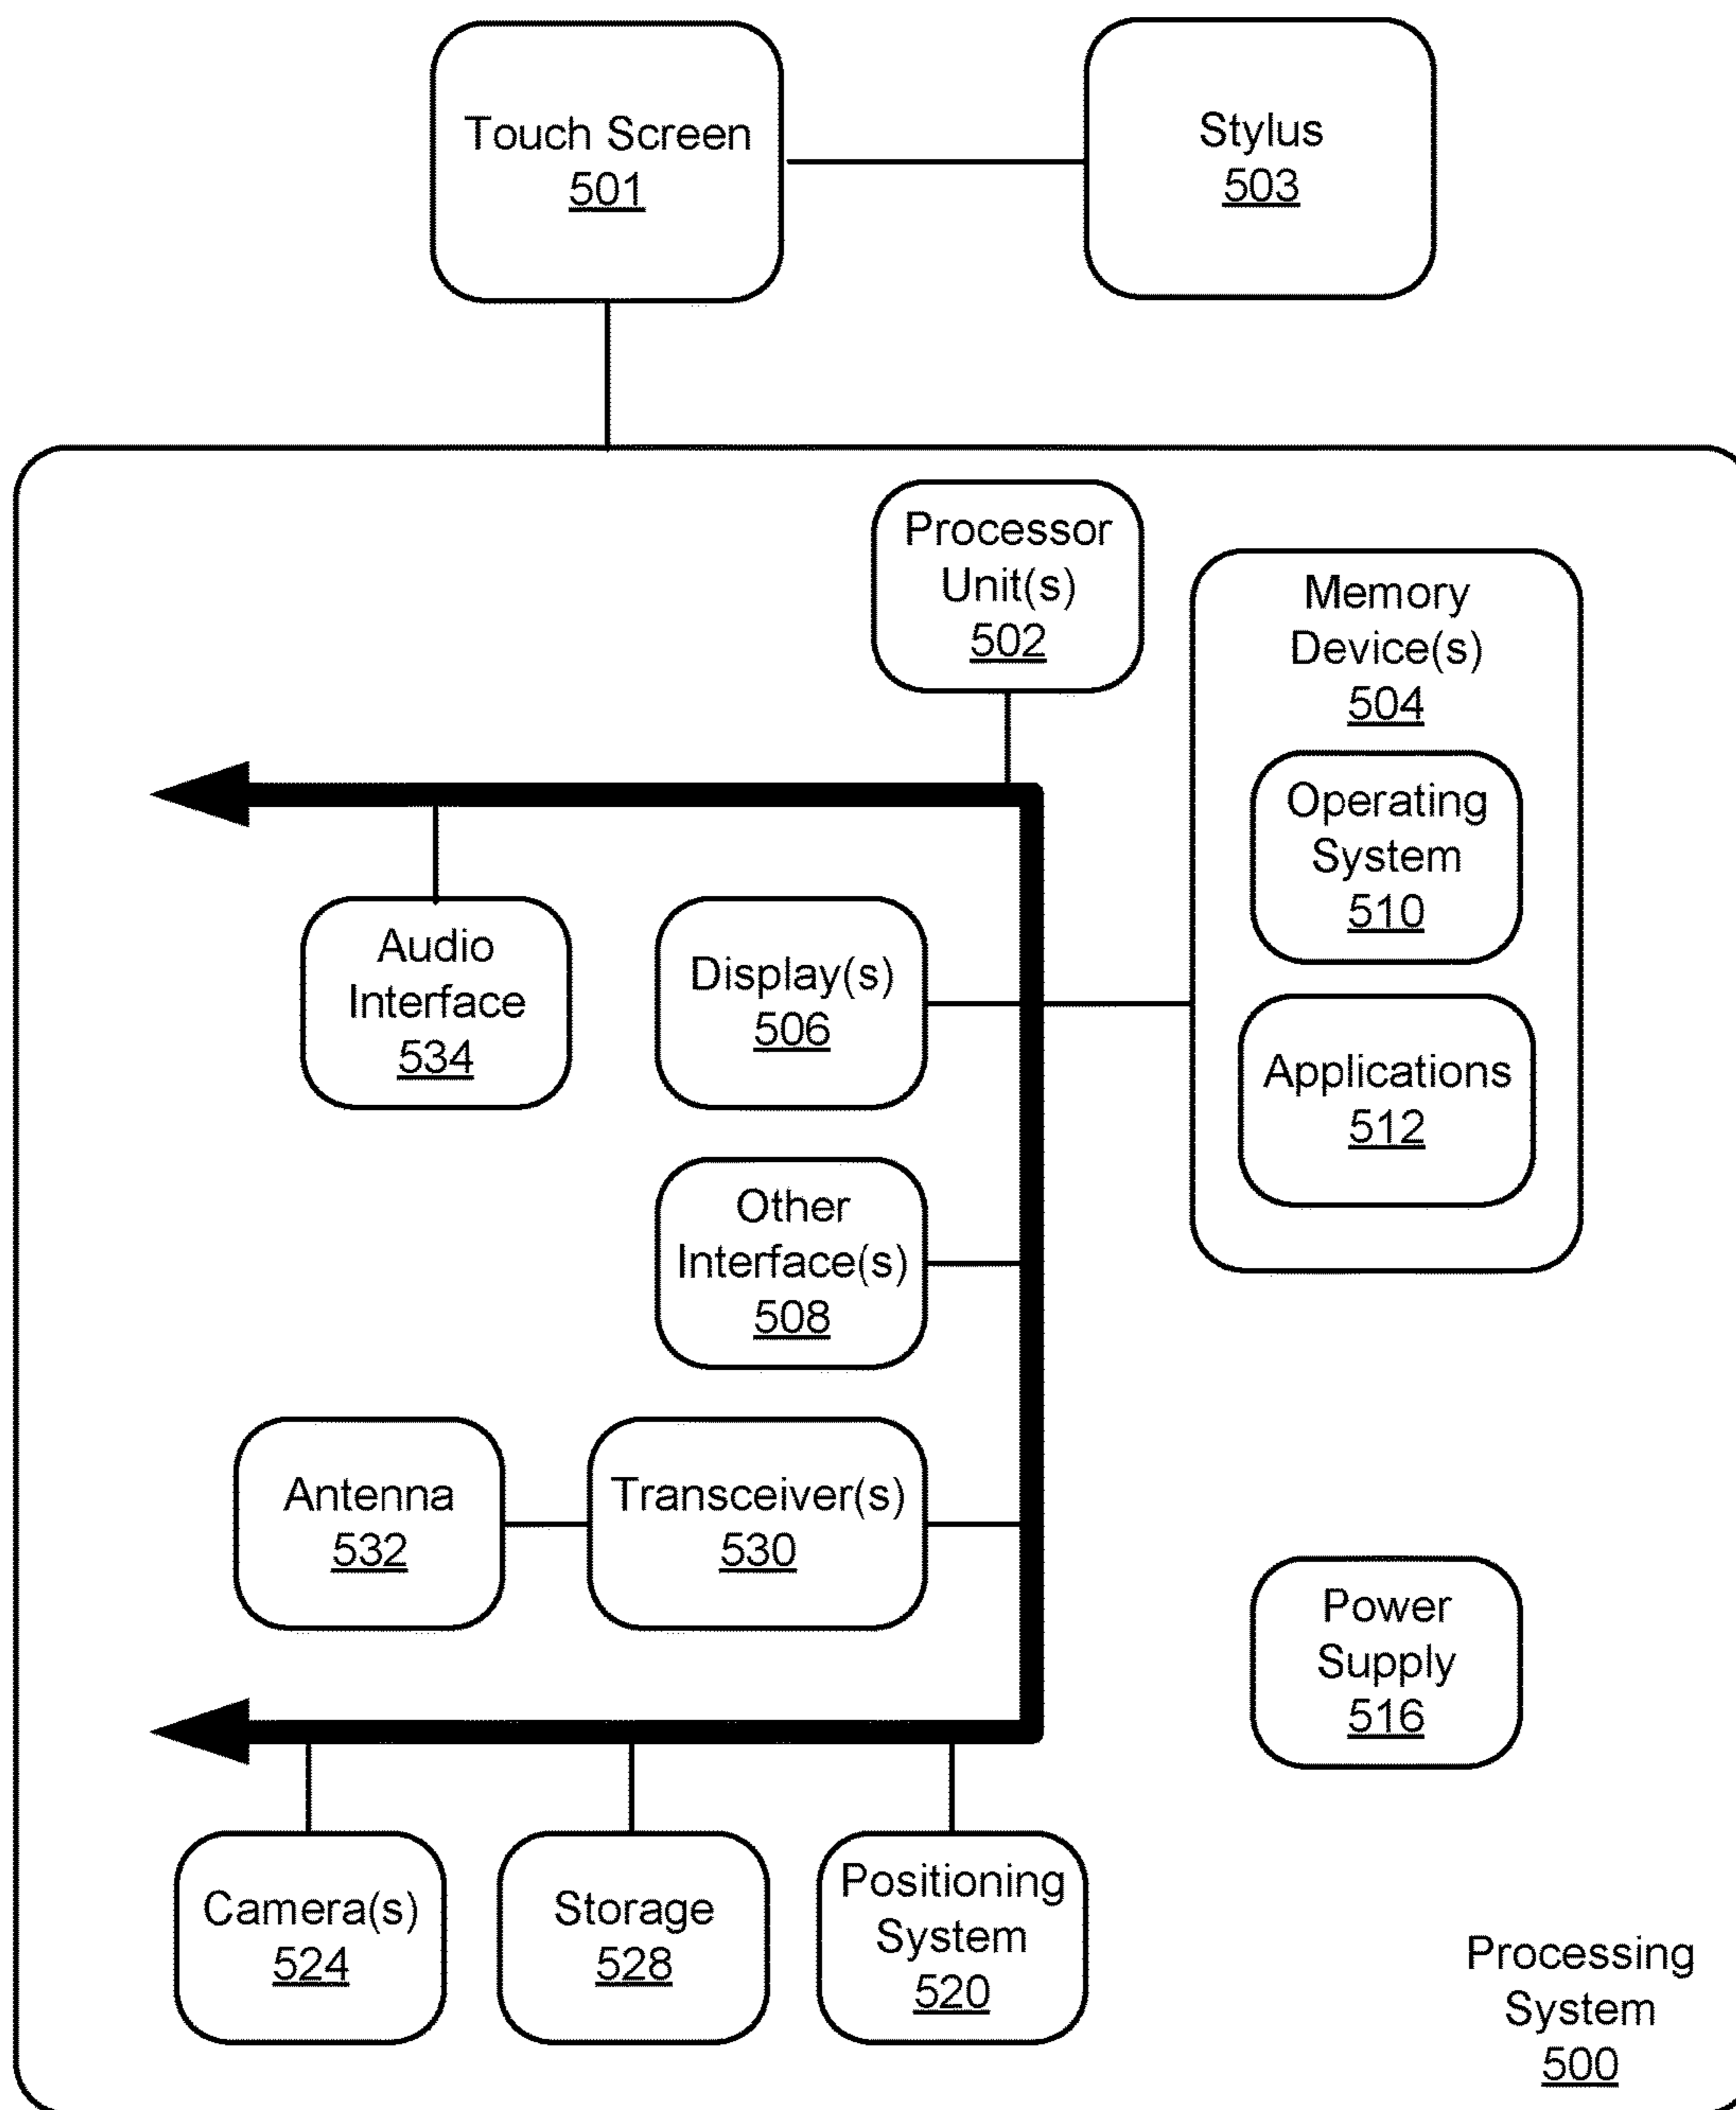 Touch Screen
501
Stylus
503
Processor
Unit(s)
502
Memory
Device(s)
504
Operating
System
510
Applications
512
Audio
Interface
534
Display(s)
506
Other
Interface(s)
508
Antenna
532
Transceiver(s)
530
Power
Supply
516
Camera(s)
524
Storage
528
Positioning
System
520
Processing
System
500